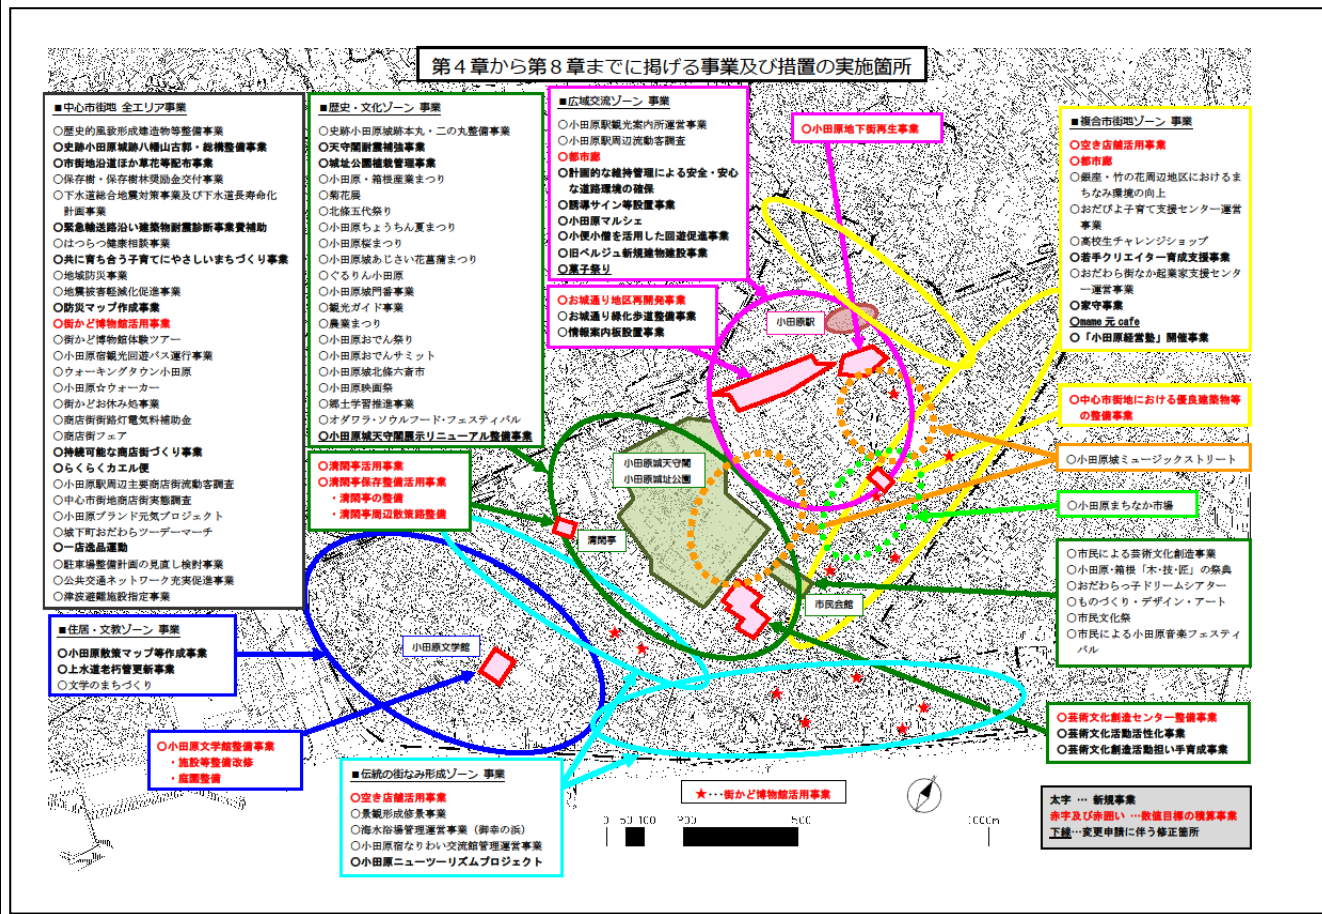 第４章から第８章までに掲げる事業及び措置の実施箇所
■中心市街地 全エリア事業
○歴史的風致形成建造物等整備事業
○史跡小田原城跡八幡山古郭・総構整備事業
○市街地沿道ほか草花等配布事業
○保存樹・保存樹林奨励金交付事業
○下水道総合地震対策事業及び下水道長寿命化
計画事業
○緊急輸送路沿い建築物耐震診断事業費補助
○はつらつ健康相談事業
○共に育ち合う子育てにやさしいまちづくり事業
○地域防災事業
○地震被害軽減化促進事業
○防災マップ作成事業
○街かど博物館活用事業
○街かど博物館体験ツアー
○小田原宿観光回遊バス運行事業
○ウォーキングタウン小田原
○小田原☆ウォーカー
○街かどお休み処事業
○商店街街路灯電気料補助金
○商店街フェア
○持続可能な商店街づくり事業
○らくらくカエル便
○小田原駅周辺主要商店街流動客調査
○中心市街地商店街実態調査
○小田原ブランド元気プロジェクト
○城下町おだわらツーデーマーチ
○一店逸品運動
○駐車場整備計画の見直し検討事業
○公共交通ネットワーク充実促進事業
○津波避難施設指定事業
■歴史・文化ゾーン 事業
○史跡小田原城跡本丸・二の丸整備事業
○天守閣耐震補強事業
○城址公園植栽管理事業
○小田原・箱根産業まつり
○菊花展
○北條五代祭り
○小田原ちょうちん夏まつり
○小田原桜まつり
○小田原城あじさい花菖蒲まつり
○ぐるりん小田原
○小田原城門番事業
○観光ガイド事業
○農業まつり
○小田原おでん祭り
○小田原おでんサミット
○小田原城北條六斎市
○小田原映画祭
○郷土学習推進事業
○オダワラ・ソウルフード・フェスティバル
○小田原城天守閣展示リニューアル整備事業
○清閑亭活用事業
○清閑亭保存整備活用事業
・清閑亭の整備
・清閑亭周辺散策路整備
■広域交流ゾーン 事業
○小田原駅観光案内所運営事業
○小田原駅周辺流動客調査
○都市廊
○計画的な維持管理による安全・安心
な道路環境の確保
○誘導サイン等設置事業
○小田原マルシェ
○小便小僧を活用した回遊促進事業
○旧ベルジュ新規建物建設事業
○菓子祭り
○お城通り地区再開発事業
○お城通り緑化歩道整備事業
○情報案内板設置事業
○小田原地下街再生事業
■複合市街地ゾーン 事業
○空き店舗活用事業
○都市廊
○銀座・竹の花周辺地区におけるま
ちなみ環境の向上
○おだぴよ子育て支援センター運営
事業
○高校生チャレンジショップ
○若手クリエイター育成支援事業
○おだわら街なか起業家支援センタ
ー運営事業
○家守事業
○mame 元 cafe
○「小田原経営塾」開催事業
○中心市街地における優良建築物等
の整備事業
○小田原城ミュージックストリート
○小田原まちなか市場
○市民による芸術文化創造事業
○小田原・箱根「木・技・匠」の祭典
○おだわらっ子ドリームシアター
○ものづくり・デザイン・アート
○市民文化祭
○市民による小田原音楽フェスティ
バル
○芸術文化創造センター整備事業
○芸術文化活動活性化事業
○芸術文化創造活動担い手育成事業
小田原駅
小田原城天守閣
小田原城址公園
清閑亭
市民会館
小田原文学館
■住居・文教ゾーン 事業
○小田原散策マップ等作成事業
○上水道老朽管更新事業
○文学のまちづくり
○小田原文学館整備事業
・施設等整備改修
・庭園整備
■伝統の街なみ形成ゾーン 事業
○空き店舗活用事業
○景観形成修景事業
○海水浴場管理運営事業（御幸の浜）
○小田原宿なりわい交流館管理運営事業
○小田原ニューツーリズムプロジェクト
★・・・街かど博物館活用事業
0 50 100 200 500 1000m
太字 … 新規事業
赤字及び赤囲い …数値目標の積算事業
下線…変更申請に伴う修正箇所